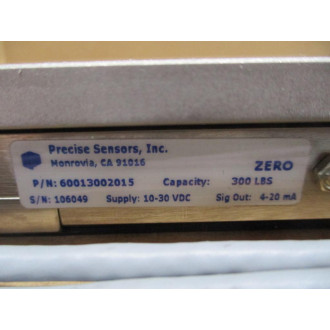 Precise Sensors, Inc.
Monrovia, CA 91016
ZERO
P/N: 60013002015 Capacity: 300 LBS
S/N: 106049 Supply: 10-30 VDC Sig Out: 4-20 mA